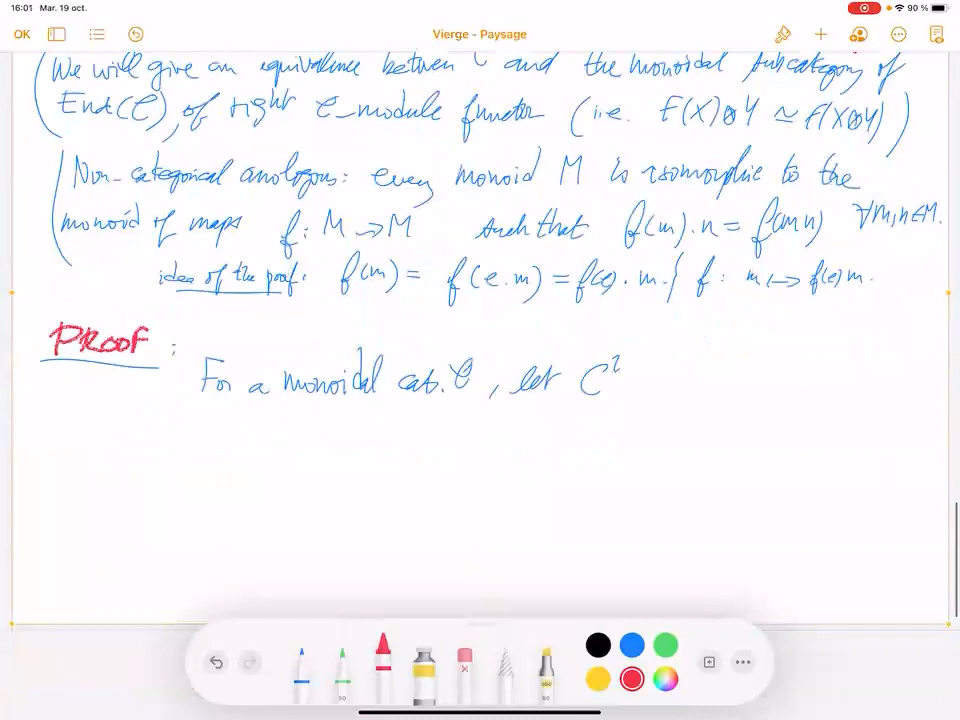 16:01 Mar. 19 oct. 90 %
OK Vierge - Paysage
(We will give an equivalence between C and the monoidal subcategory of
End(C), of right C-module functor (i.e. F(X)⊗Y ≃ F(X⊗Y))
(Non-categorical analogous: every monoid M is isomorphic to the
monoid of maps f: M → M such that f(m).n = f(mn) ∀m,n∈M.
idea of the proof: f(m) = f(e.m) = f(e).m. { f: m ↦ f(e)m.
PROOF :
For a monoidal cat. C, let C²